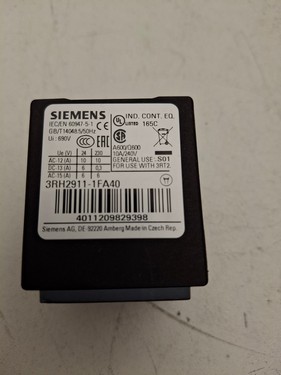 SIEMENS
IEC/EN 60947-5-1
GB/T14048.5/50Hz
Ui : 690V
IND. CONT. EQ.
LISTED 165C
A600/Q600
10A/240V
GENERAL USE : S01
FOR USE WITH 3RT2.
Ue (V) 24 230
AC-12 (A) 10 10
DC-13 (A) 6 0,3
AC-15 (A) 6 6
3RH2911-1FA40
4011209829398
Siemens AG, DE-92220 Amberg Made in Czech Rep.